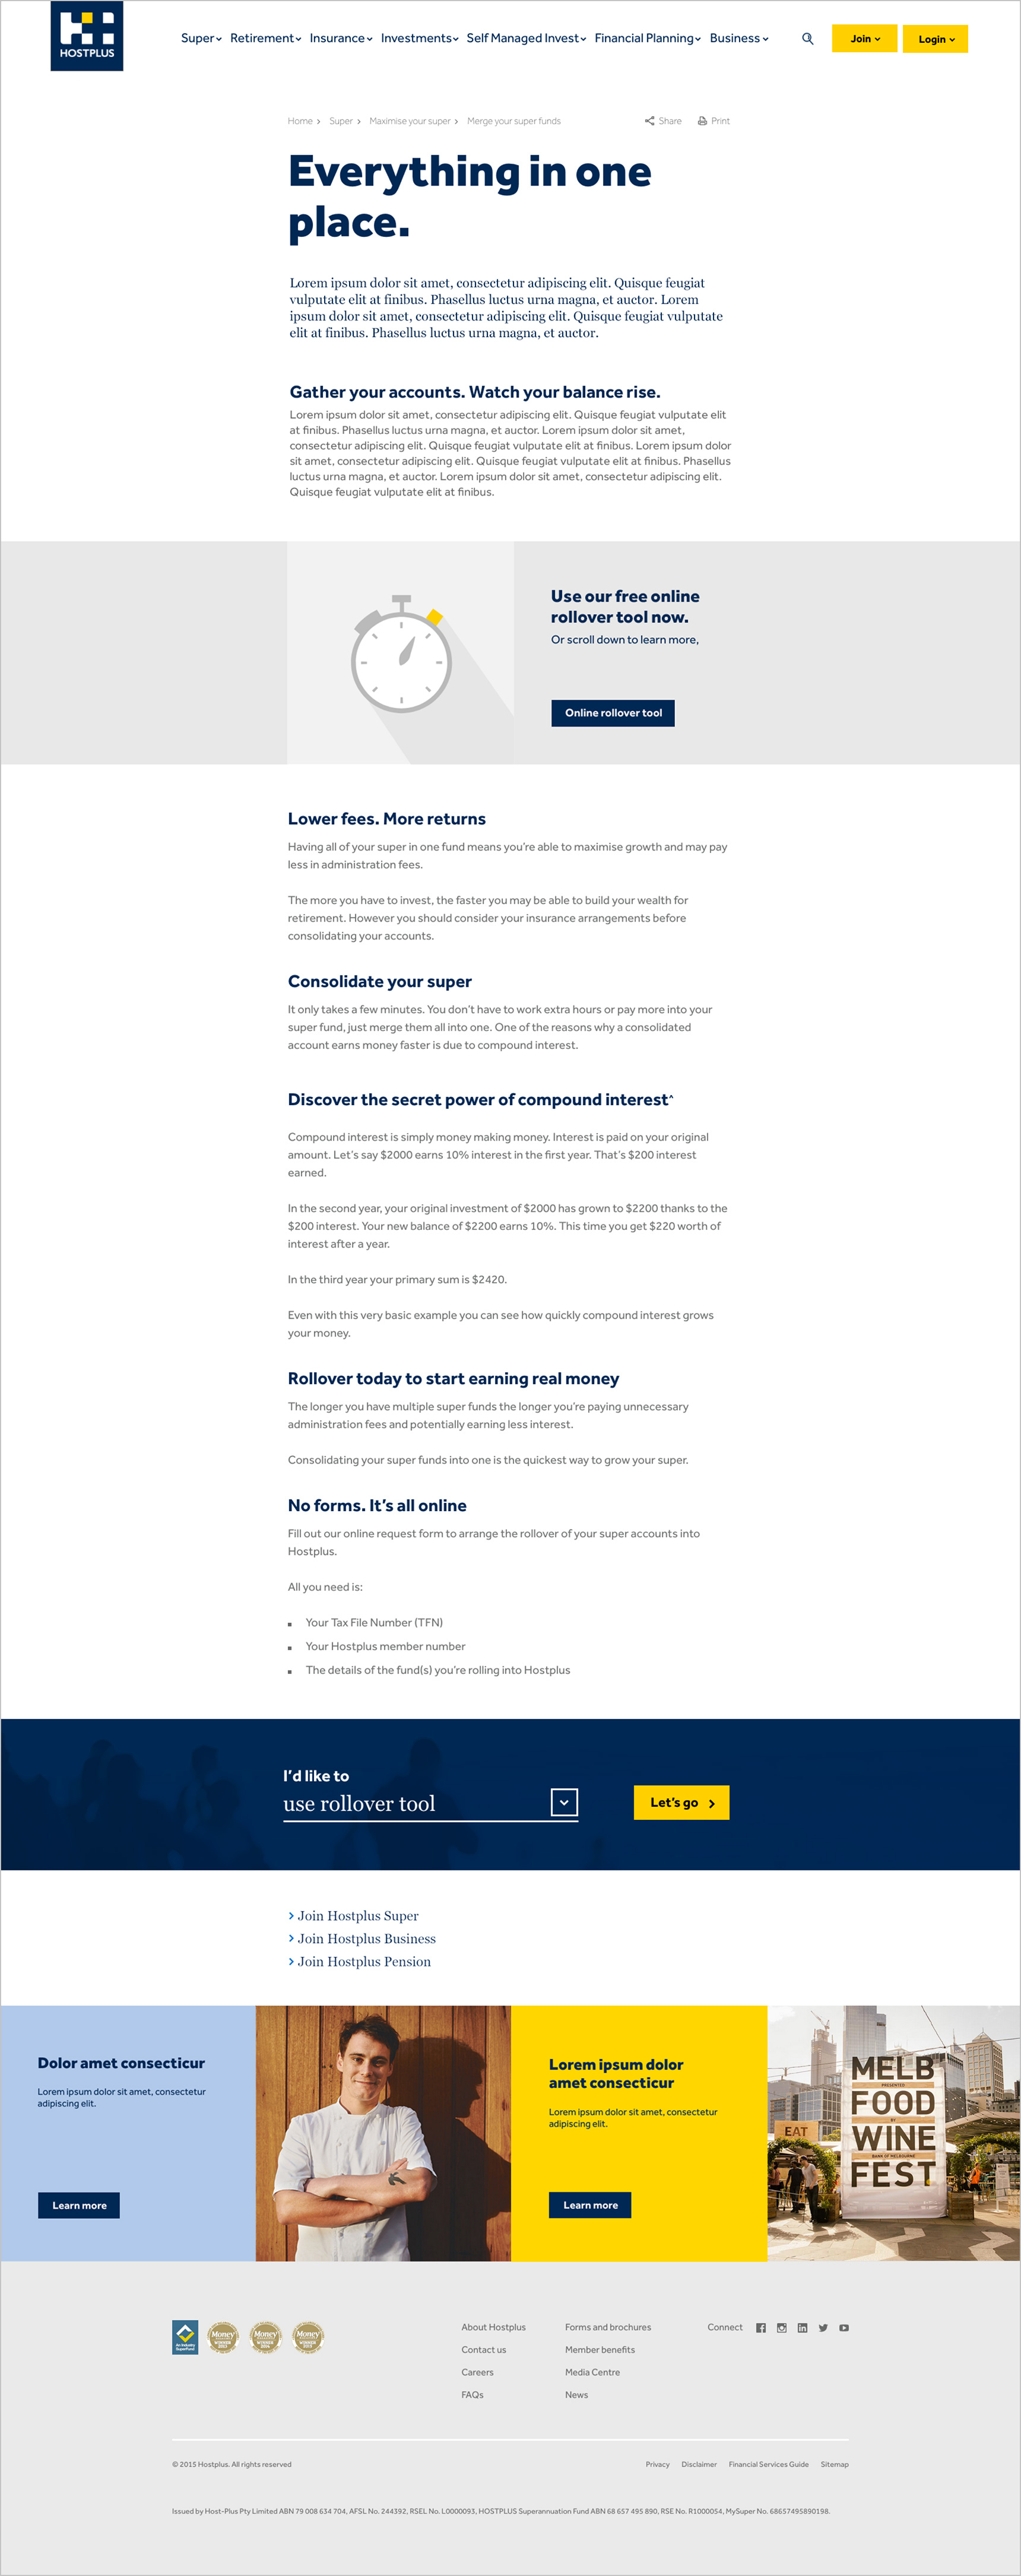 HOSTPLUS
Super Retirement Insurance Investments Self Managed Invest Financial Planning Business Join Login
Home Super Maximise your super Merge your super funds Share Print
Everything in one
place.
Lorem ipsum dolor sit amet, consectetur adipiscing elit. Quisque feugiat
vulputate elit at finibus. Phasellus luctus urna magna, et auctor. Lorem
ipsum dolor sit amet, consectetur adipiscing elit. Quisque feugiat vulputate
elit at finibus. Phasellus luctus urna magna, et auctor.
Gather your accounts. Watch your balance rise.
Lorem ipsum dolor sit amet, consectetur adipiscing elit. Quisque feugiat vulputate elit
at finibus. Phasellus luctus urna magna, et auctor. Lorem ipsum dolor sit amet,
consectetur adipiscing elit. Quisque feugiat vulputate elit at finibus. Lorem ipsum dolor
sit amet, consectetur adipiscing elit. Quisque feugiat vulputate elit at finibus. Phasellus
luctus urna magna, et auctor. Lorem ipsum dolor sit amet, consectetur adipiscing elit.
Quisque feugiat vulputate elit at finibus.
Use our free online
rollover tool now.
Or scroll down to learn more,
Online rollover tool
Lower fees. More returns
Having all of your super in one fund means you're able to maximise growth and may pay
less in administration fees.
The more you have to invest, the faster you may be able to build your wealth for
retirement. However you should consider your insurance arrangements before
consolidating your accounts.
Consolidate your super
It only takes a few minutes. You don't have to work extra hours or pay more into your
super fund, just merge them all into one. One of the reasons why a consolidated
account earns money faster is due to compound interest.
Discover the secret power of compound interest^
Compound interest is simply money making money. Interest is paid on your original
amount. Let's say $2000 earns 10% interest in the first year. That's $200 interest
earned.
In the second year, your original investment of $2000 has grown to $2200 thanks to the
$200 interest. Your new balance of $2200 earns 10%. This time you get $220 worth of
interest after a year.
In the third year your primary sum is $2420.
Even with this very basic example you can see how quickly compound interest grows
your money.
Rollover today to start earning real money
The longer you have multiple super funds the longer you're paying unnecessary
administration fees and potentially earning less interest.
Consolidating your super funds into one is the quickest way to grow your super.
No forms. It's all online
Fill out our online request form to arrange the rollover of your super accounts into
Hostplus.
All you need is:
Your Tax File Number (TFN)
Your Hostplus member number
The details of the fund(s) you're rolling into Hostplus
I'd like to
use rollover tool
Let's go
Join Hostplus Super
Join Hostplus Business
Join Hostplus Pension
Dolor amet consecticur
Lorem ipsum dolor sit amet, consectetur
adipiscing elit.
Learn more
Lorem ipsum dolor
amet consecticur
Lorem ipsum dolor sit amet, consectetur
adipiscing elit.
Learn more
MELB
PRESENTED
FOOD
BY
WINE
BANK OF MELBOURNE
FEST
EAT
Money
WINNER
Money
WINNER
Money
WINNER
About Hostplus
Contact us
Careers
FAQs
Forms and brochures
Member benefits
Media Centre
News
Connect
© 2015 Hostplus. All rights reserved
Privacy Disclaimer Financial Services Guide Sitemap
Issued by Host-Plus Pty Limited ABN 79 008 634 704, AFSL No. 244392, RSEL No. L0000093, HOSTPLUS Superannuation Fund ABN 68 657 495 890, RSE No. R1000054, MySuper No. 68657495890198.